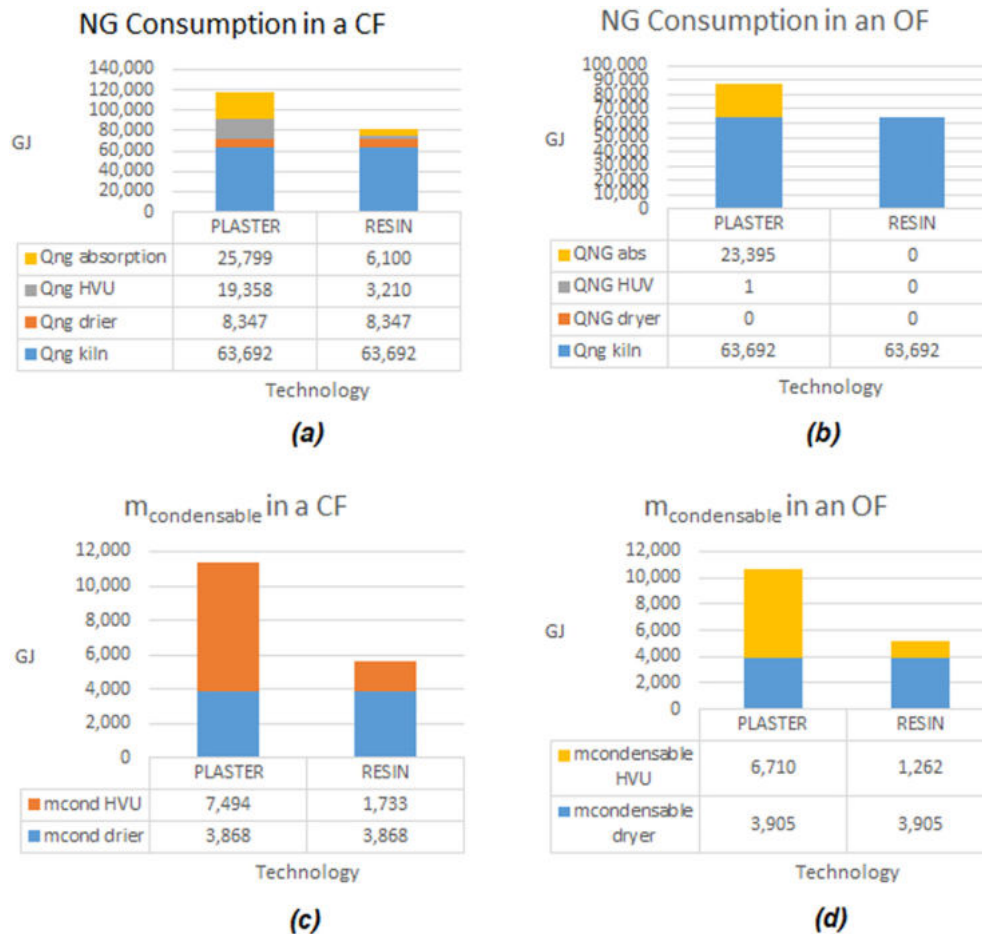 NG Consumption in a CF
140,000
120,000
100,000
80,000
60,000
40,000
20,000
0
GJ
PLASTER RESIN
Qng absorption 25,799 6,100
Qng HVU 19,358 3,210
Qng drier 8,347 8,347
Qng kiln 63,692 63,692
Technology
(a)
NG Consumption in an OF
100,000
90,000
80,000
70,000
60,000
50,000
40,000
30,000
20,000
10,000
0
GJ
PLASTER RESIN
QNG abs 23,395 0
QNG HUV 1 0
QNG dryer 0 0
Qng kiln 63,692 63,692
Technology
(b)
mcondensable in a CF
12,000
10,000
8,000
6,000
4,000
2,000
0
GJ
PLASTER RESIN
mcond HVU 7,494 1,733
mcond drier 3,868 3,868
Technology
(c)
mcondensable in an OF
12,000
10,000
8,000
6,000
4,000
2,000
0
GJ
PLASTER RESIN
mcondensable
HVU 6,710 1,262
mcondensable
dryer 3,905 3,905
Technology
(d)